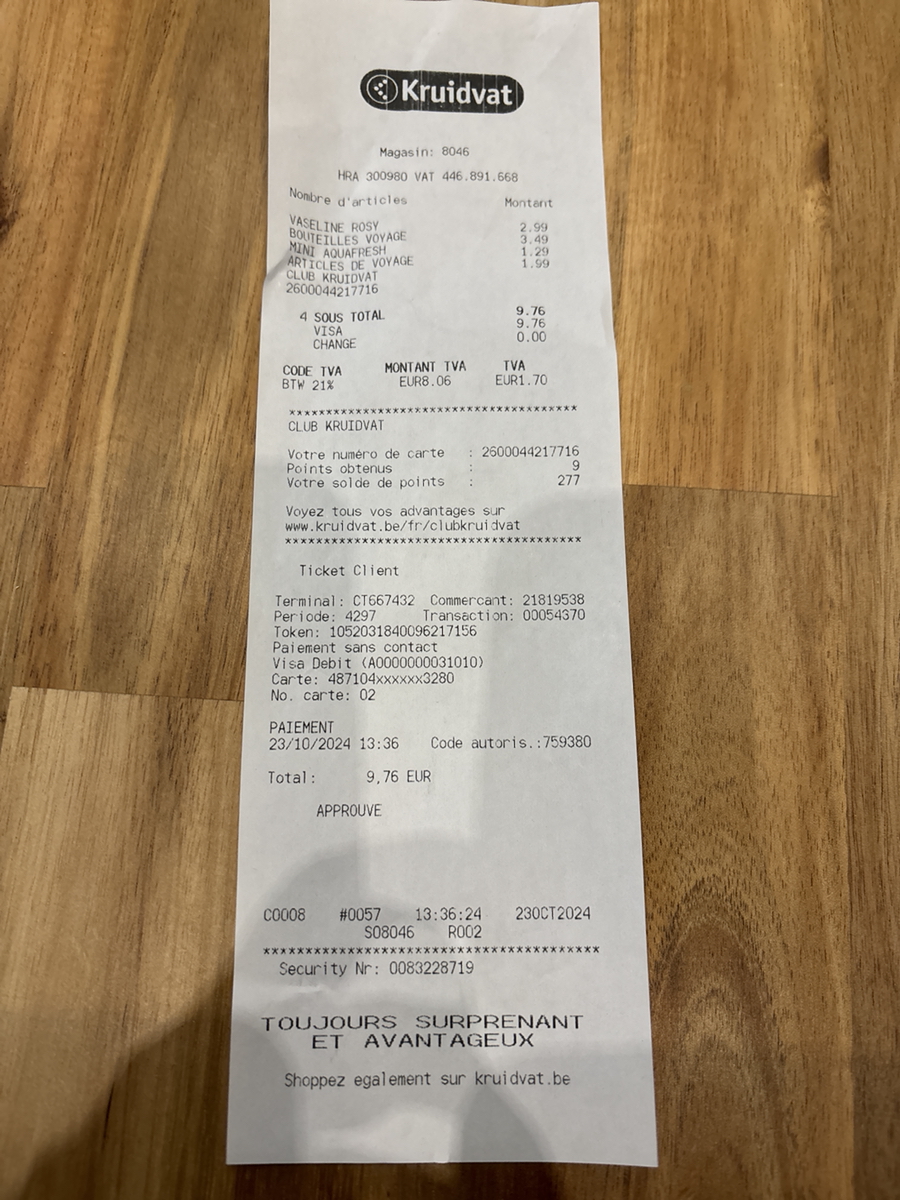 Kruidvat
Magasin: 8046
HRA 300980 VAT 446.891.668
Nombre d'articles Montant
VASELINE ROSY 2.99
BOUTEILLES VOYAGE 3.49
MINI AQUAFRESH 1.29
ARTICLES DE VOYAGE 1.99
CLUB KRUIDVAT
2600044217716
4 SOUS TOTAL 9.76
VISA 9.76
CHANGE 0.00
CODE TVA MONTANT TVA TVA
BTW 21% EUR8.06 EUR1.70
***************************************
CLUB KRUIDVAT
Votre numéro de carte : 2600044217716
Points obtenus : 9
Votre solde de points : 277
Voyez tous vos advantages sur
www.kruidvat.be/fr/clubkruidvat
***************************************
Ticket Client
Terminal: CT667432 Commercant: 21819538
Periode: 4297 Transaction: 00054370
Token: 1052031840096217156
Paiement sans contact
Visa Debit (A0000000031010)
Carte: 487104xxxxxx3280
No. carte: 02
PAIEMENT
23/10/2024 13:36 Code autoris.:759380
Total: 9,76 EUR
APPROUVE
C0008 #0057 13:36:24 23OCT2024
S08046 R002
***************************************
Security Nr: 0083228719
TOUJOURS SURPRENANT
ET AVANTAGEUX
Shoppez egalement sur kruidvat.be